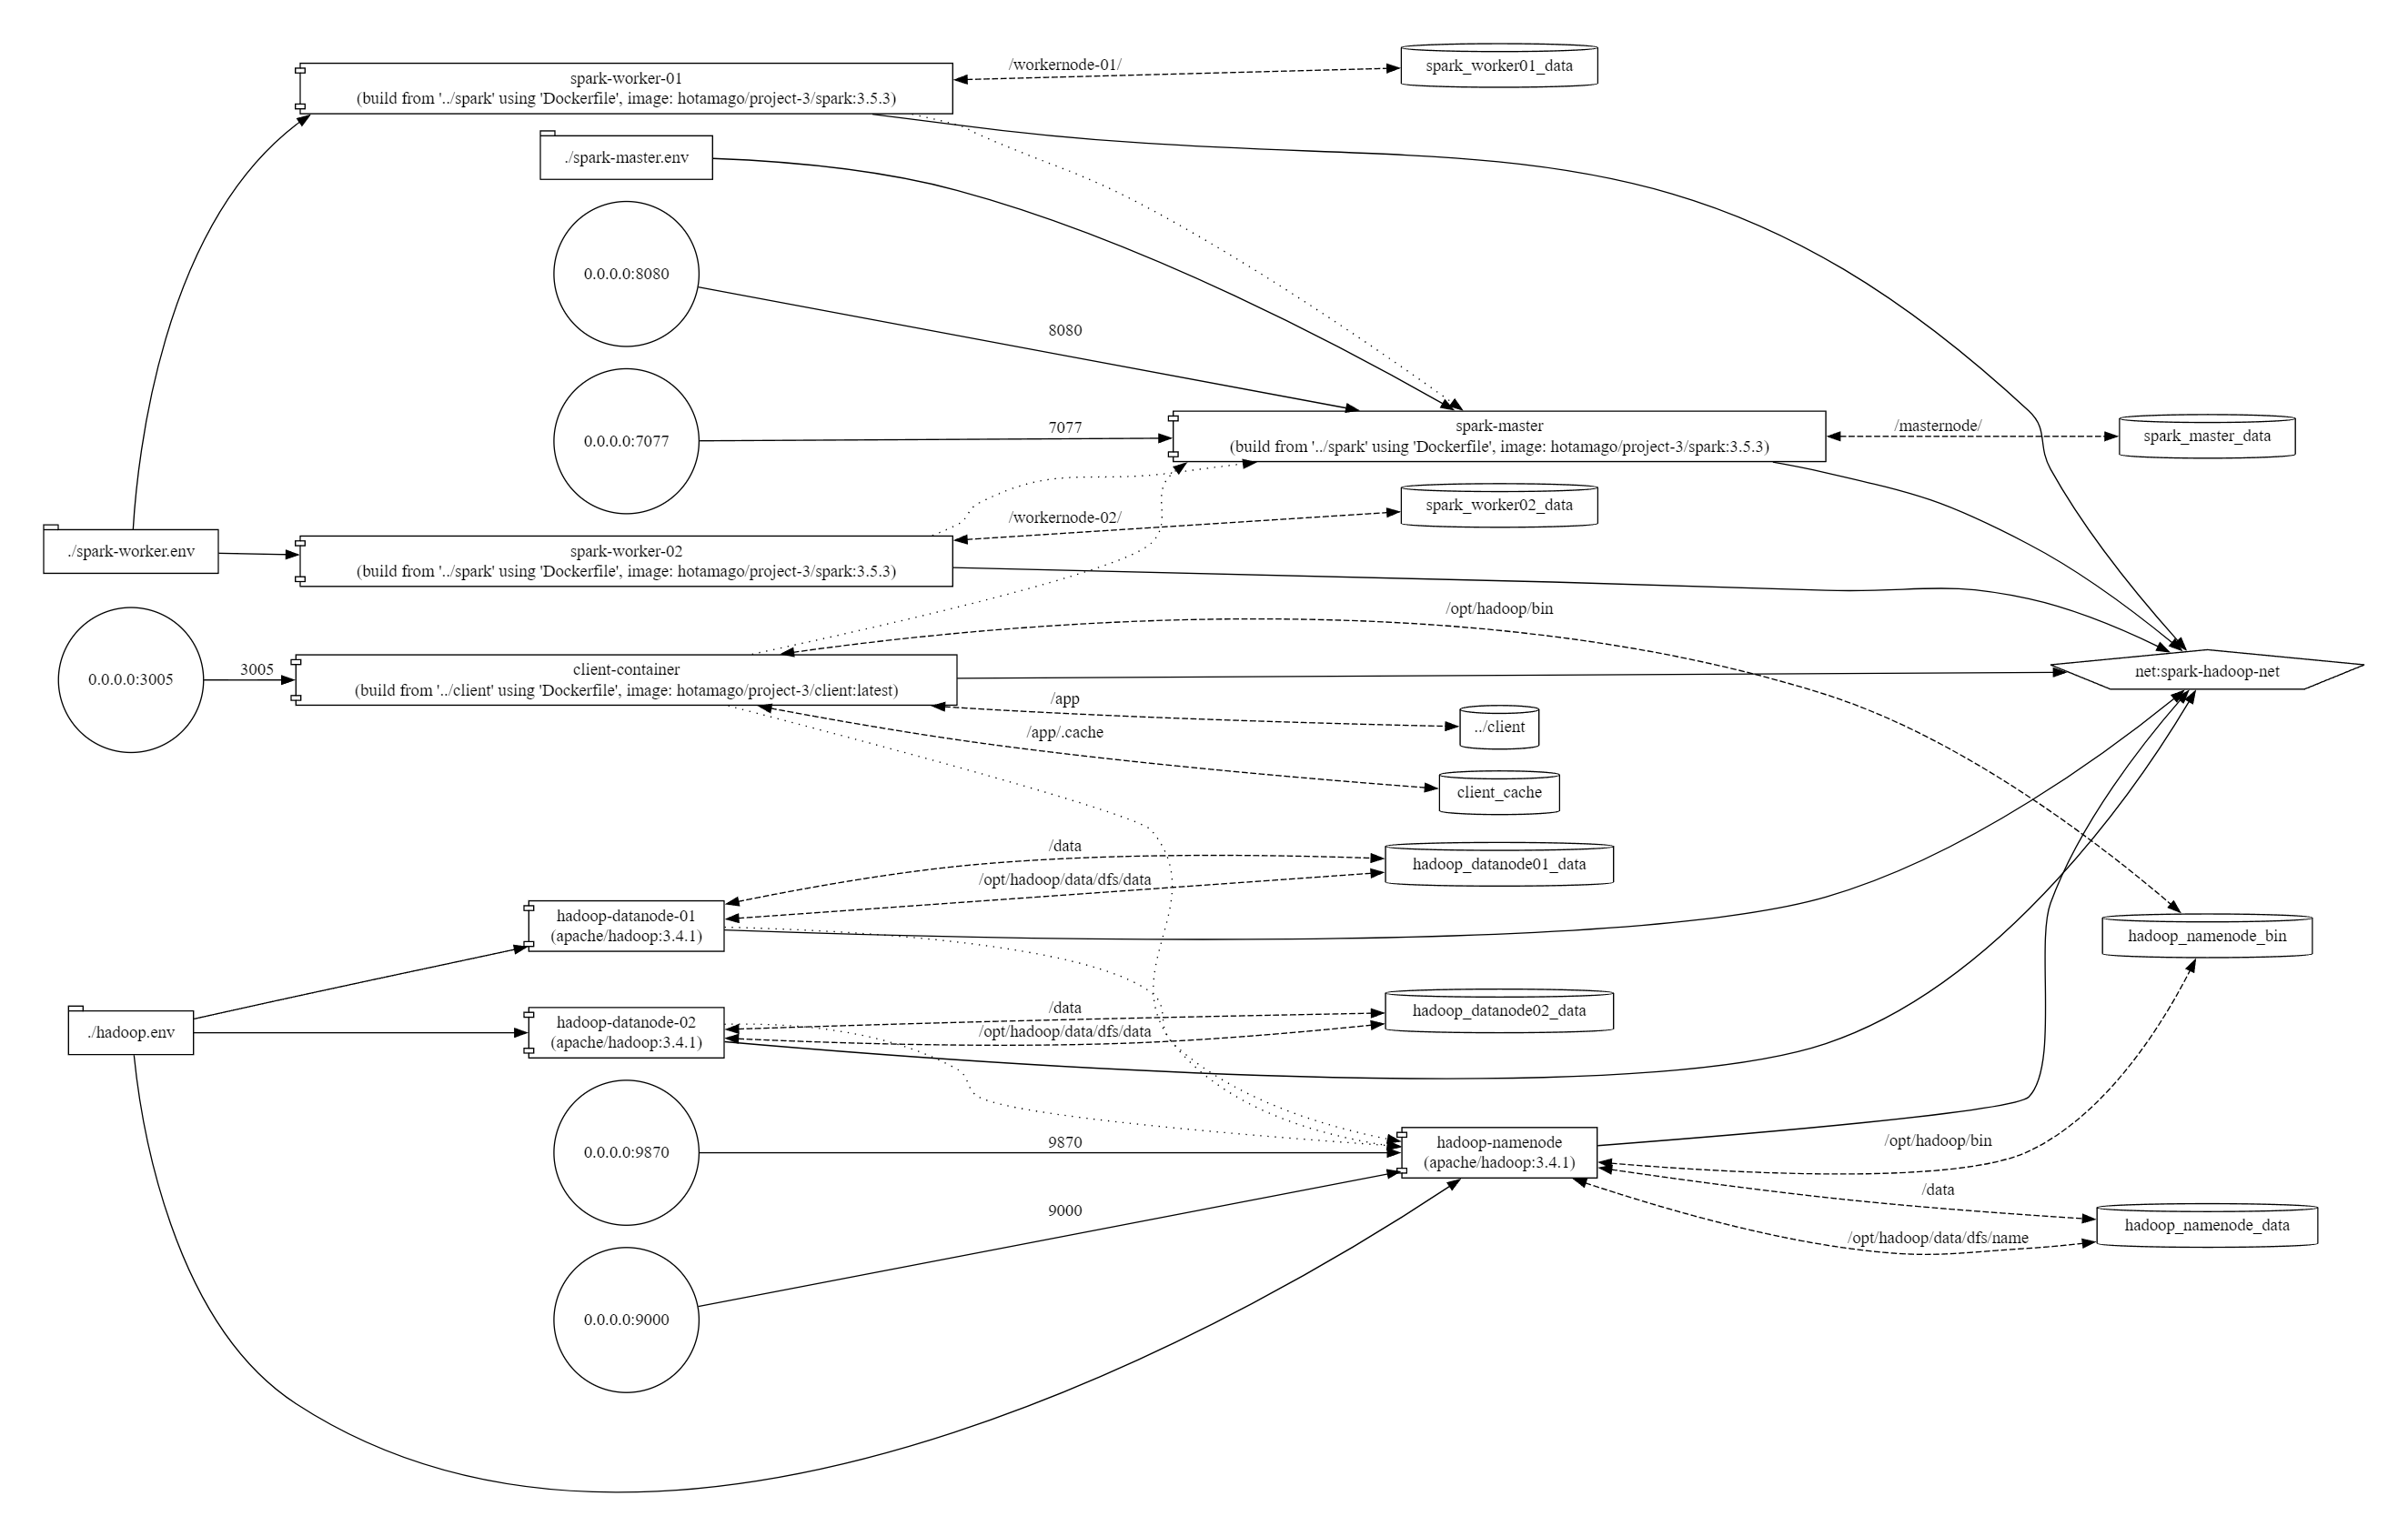 /workernode-01/
spark_worker01_data
spark-worker-01
(build from '../spark' using 'Dockerfile', image: hotamago/project-3/spark:3.5.3)
./spark-master.env
0.0.0.0:8080
8080
0.0.0.0:7077
7077
spark-master
(build from '../spark' using 'Dockerfile', image: hotamago/project-3/spark:3.5.3)
/masternode/
spark_master_data
spark_worker02_data
/workernode-02/
./spark-worker.env
spark-worker-02
(build from '../spark' using 'Dockerfile', image: hotamago/project-3/spark:3.5.3)
/opt/hadoop/bin
0.0.0.0:3005
3005
client-container
(build from '../client' using 'Dockerfile', image: hotamago/project-3/client:latest)
net:spark-hadoop-net
/app
../client
/app/.cache
client_cache
/data
hadoop_datanode01_data
/opt/hadoop/data/dfs/data
hadoop-datanode-01
(apache/hadoop:3.4.1)
hadoop_namenode_bin
/data
hadoop_datanode02_data
./hadoop.env
hadoop-datanode-02
(apache/hadoop:3.4.1)
/opt/hadoop/data/dfs/data
0.0.0.0:9870
9870
hadoop-namenode
(apache/hadoop:3.4.1)
/opt/hadoop/bin
/data
9000
hadoop_namenode_data
/opt/hadoop/data/dfs/name
0.0.0.0:9000